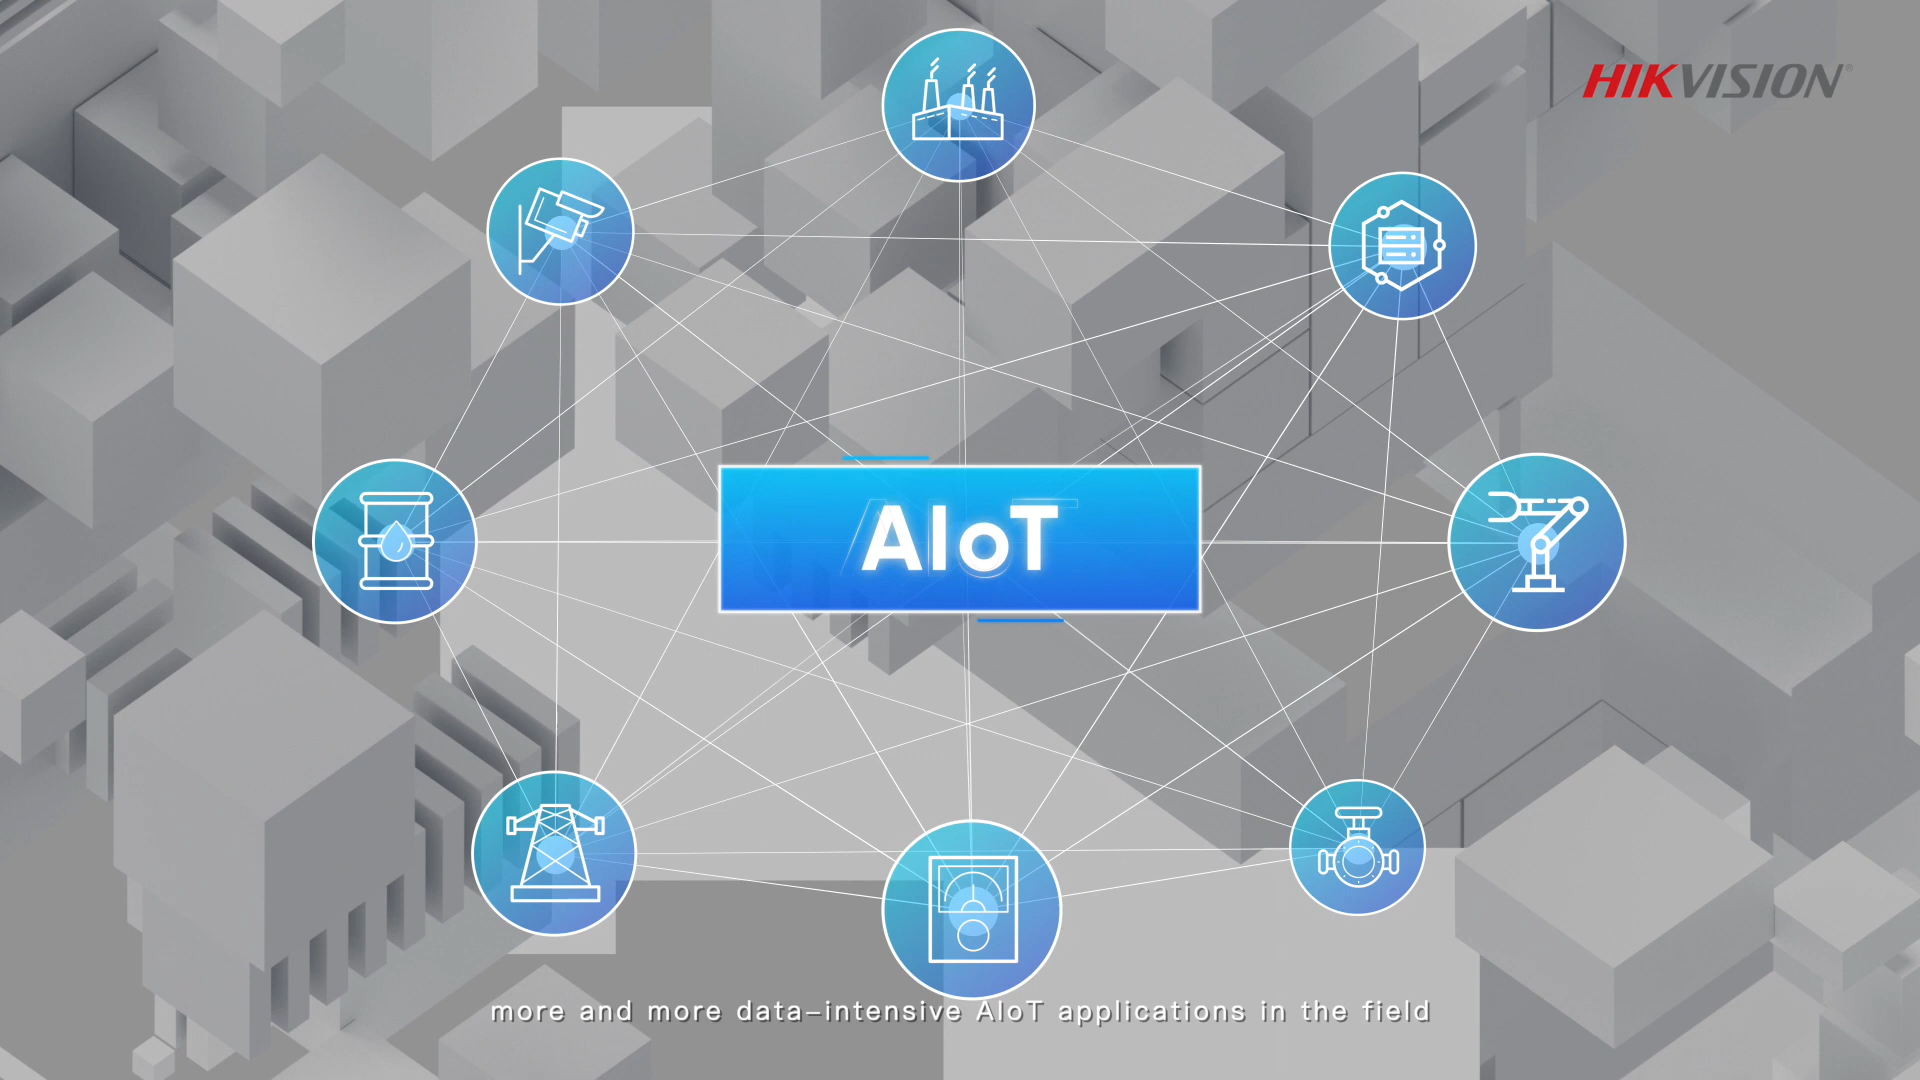 HIKVISION®
AIoT
more and more data-intensive AIoT applications in the field